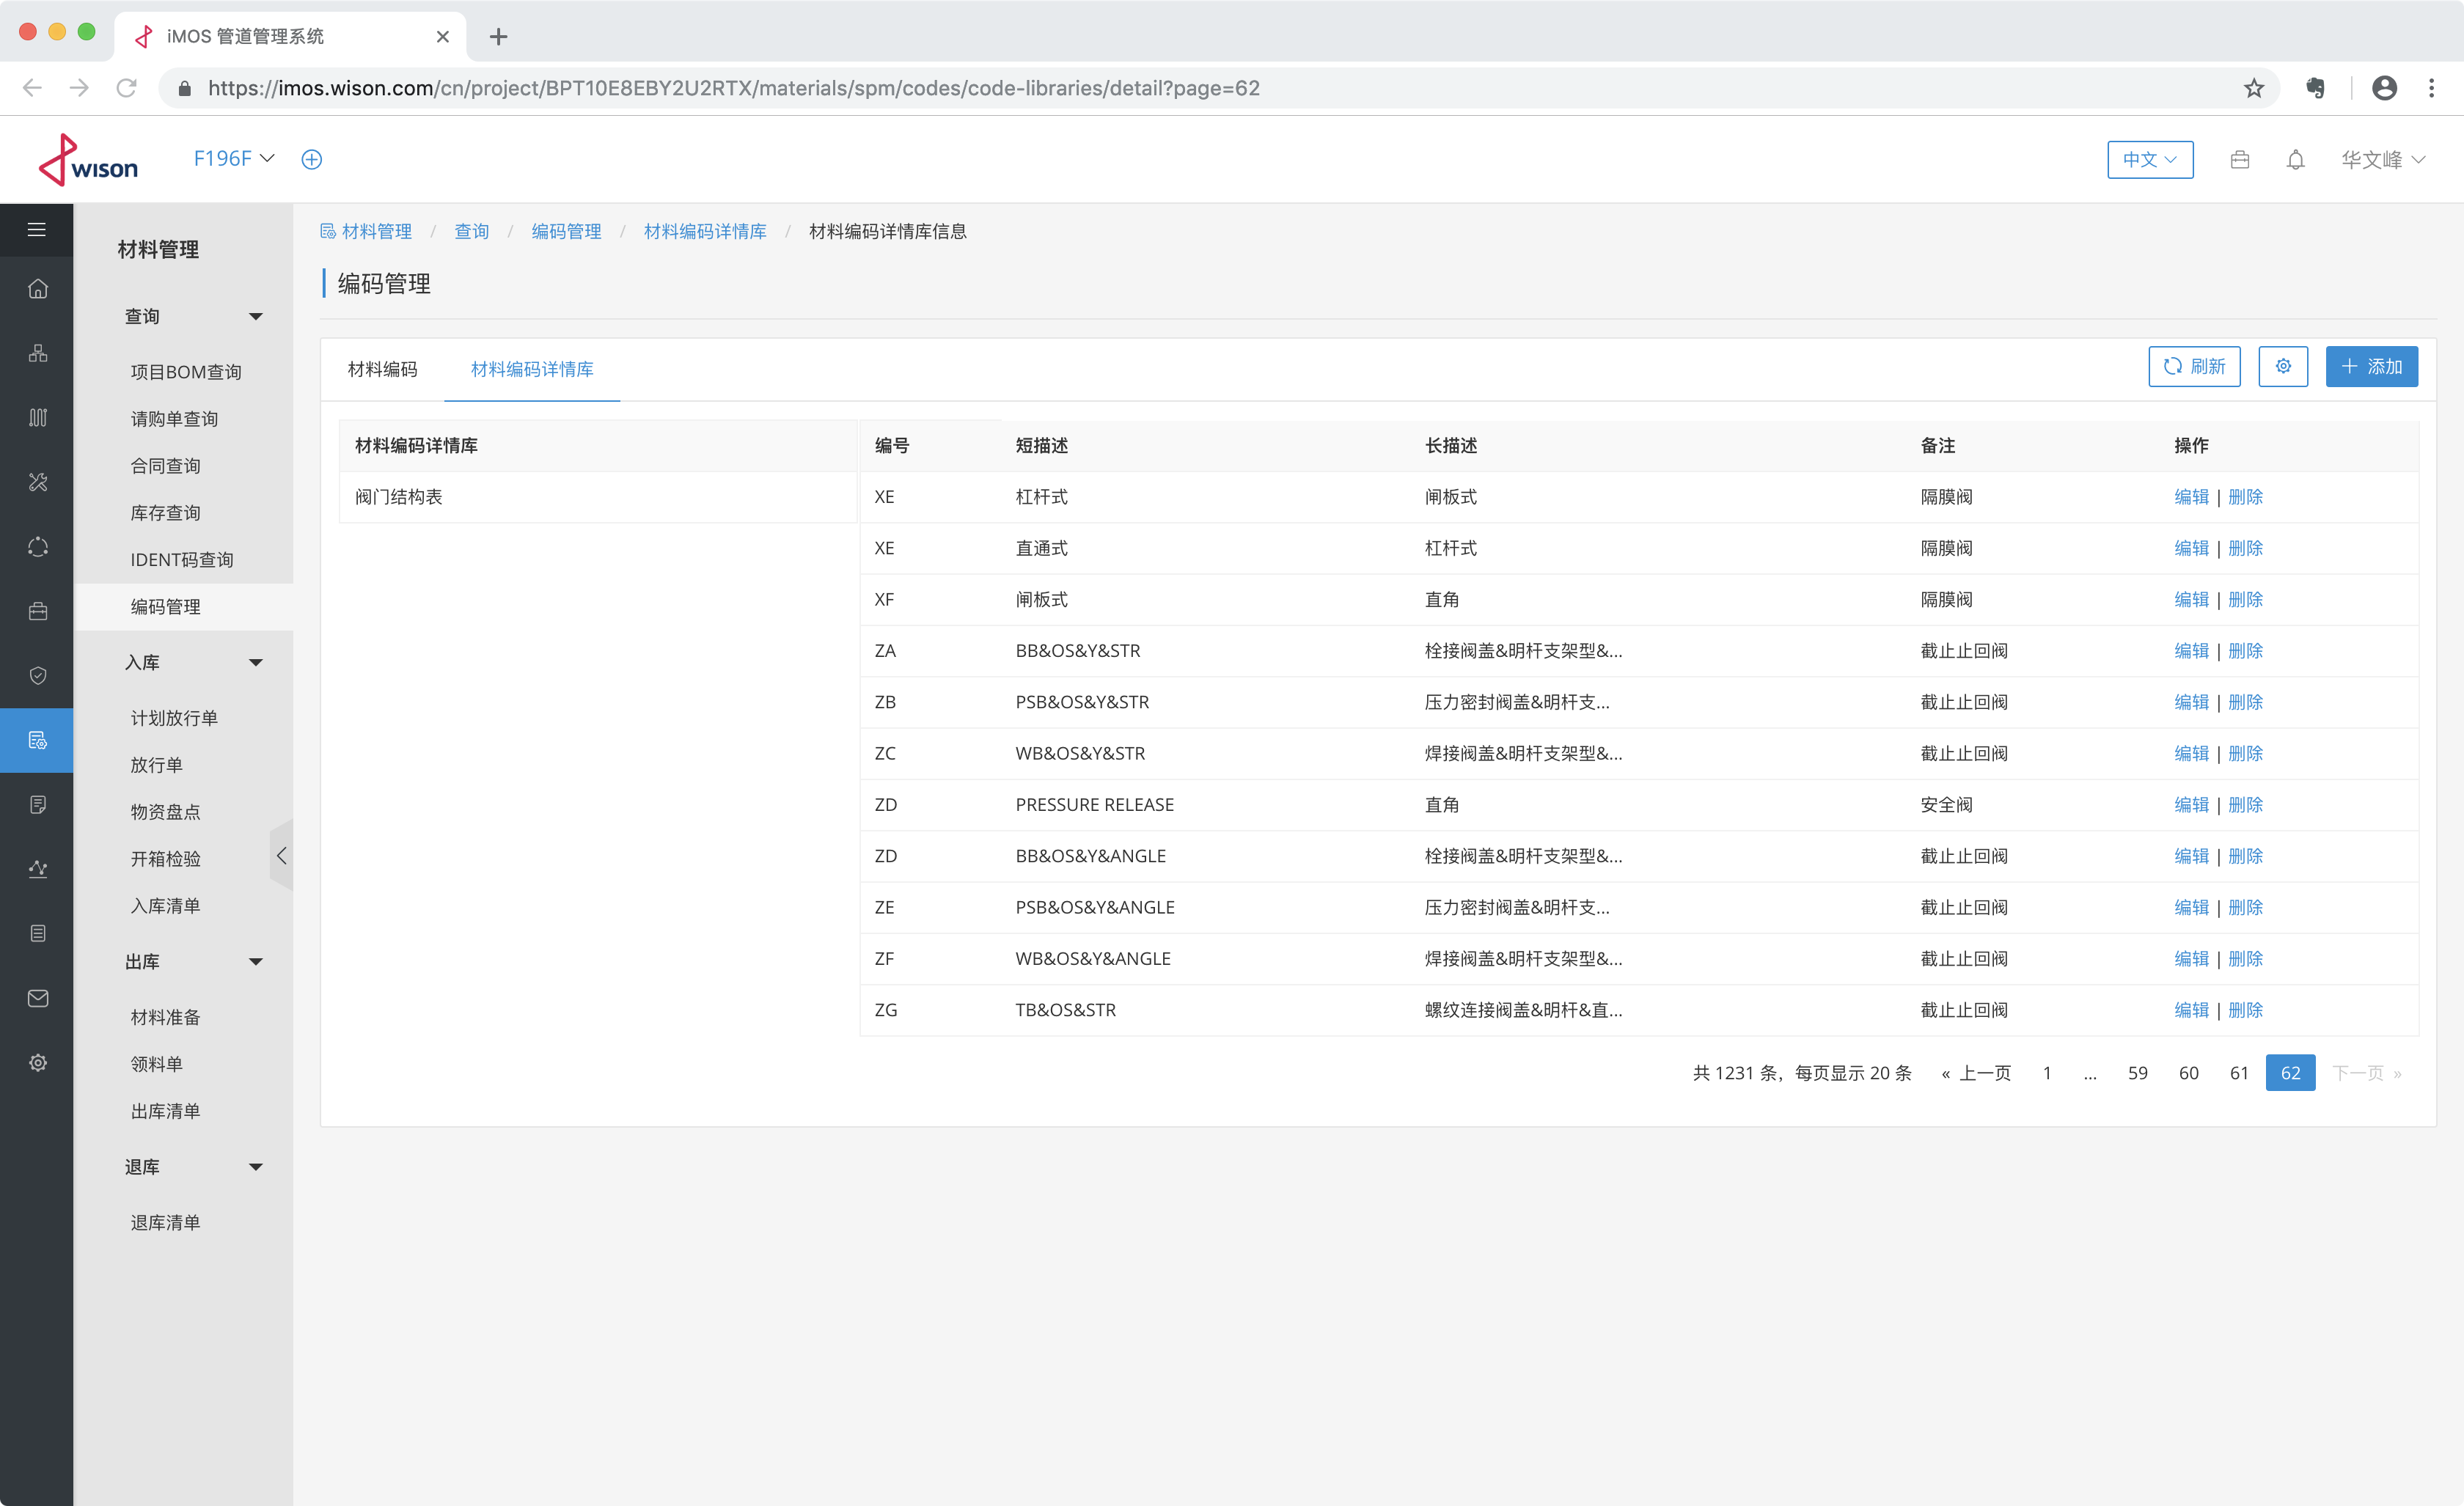 iMOS 管道管理系统
https://imos.wison.com/cn/project/BPT10E8EBY2U2RTX/materials/spm/codes/code-libraries/detail?page=62
wison
F196F
中文
华文峰
材料管理
查询
项目BOM查询
请购单查询
合同查询
库存查询
IDENT码查询
编码管理
入库
计划放行单
放行单
物资盘点
开箱检验
入库清单
出库
材料准备
领料单
出库清单
退库
退库清单
材料管理 / 查询 / 编码管理 / 材料编码详情库 / 材料编码详情库信息
编码管理
材料编码 材料编码详情库 刷新 添加
材料编码详情库
阀门结构表
编号 短描述 长描述 备注 操作
XE 杠杆式 闸板式 隔膜阀 编辑 | 删除
XE 直通式 杠杆式 隔膜阀 编辑 | 删除
XF 闸板式 直角 隔膜阀 编辑 | 删除
ZA BB&OS&Y&STR 栓接阀盖&明杆支架型&... 截止止回阀 编辑 | 删除
ZB PSB&OS&Y&STR 压力密封阀盖&明杆支... 截止止回阀 编辑 | 删除
ZC WB&OS&Y&STR 焊接阀盖&明杆支架型&... 截止止回阀 编辑 | 删除
ZD PRESSURE RELEASE 直角 安全阀 编辑 | 删除
ZD BB&OS&Y&ANGLE 栓接阀盖&明杆支架型&... 截止止回阀 编辑 | 删除
ZE PSB&OS&Y&ANGLE 压力密封阀盖&明杆支... 截止止回阀 编辑 | 删除
ZF WB&OS&Y&ANGLE 焊接阀盖&明杆支架型&... 截止止回阀 编辑 | 删除
ZG TB&OS&STR 螺纹连接阀盖&明杆&直... 截止止回阀 编辑 | 删除
共 1231 条，每页显示 20 条 « 上一页 1 ... 59 60 61 62 下一页 »